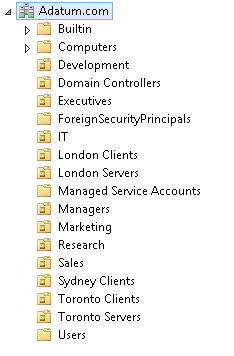 Adatum.com
Builtin
Computers
Development
Domain Controllers
Executives
ForeignSecurityPrincipals
IT
London Clients
London Servers
Managed Service Accounts
Managers
Marketing
Research
Sales
Sydney Clients
Toronto Clients
Toronto Servers
Users